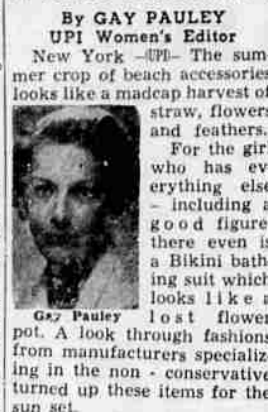 By GAY PAULEY
UPI Women's Editor
New York —(UPI)— The sum-
mer crop of beach accessories
looks like a madcap harvest of
straw, flowers
and feathers.
For the girl
who has ev-
erything else
— including a
good figure,
there even is
a Bikini bath-
ing suit which
looks like a
lost flower
Gay Pauley
pot. A look through fashions
from manufacturers specializ-
ing in the non - conservative
turned up these items for the
sun set.